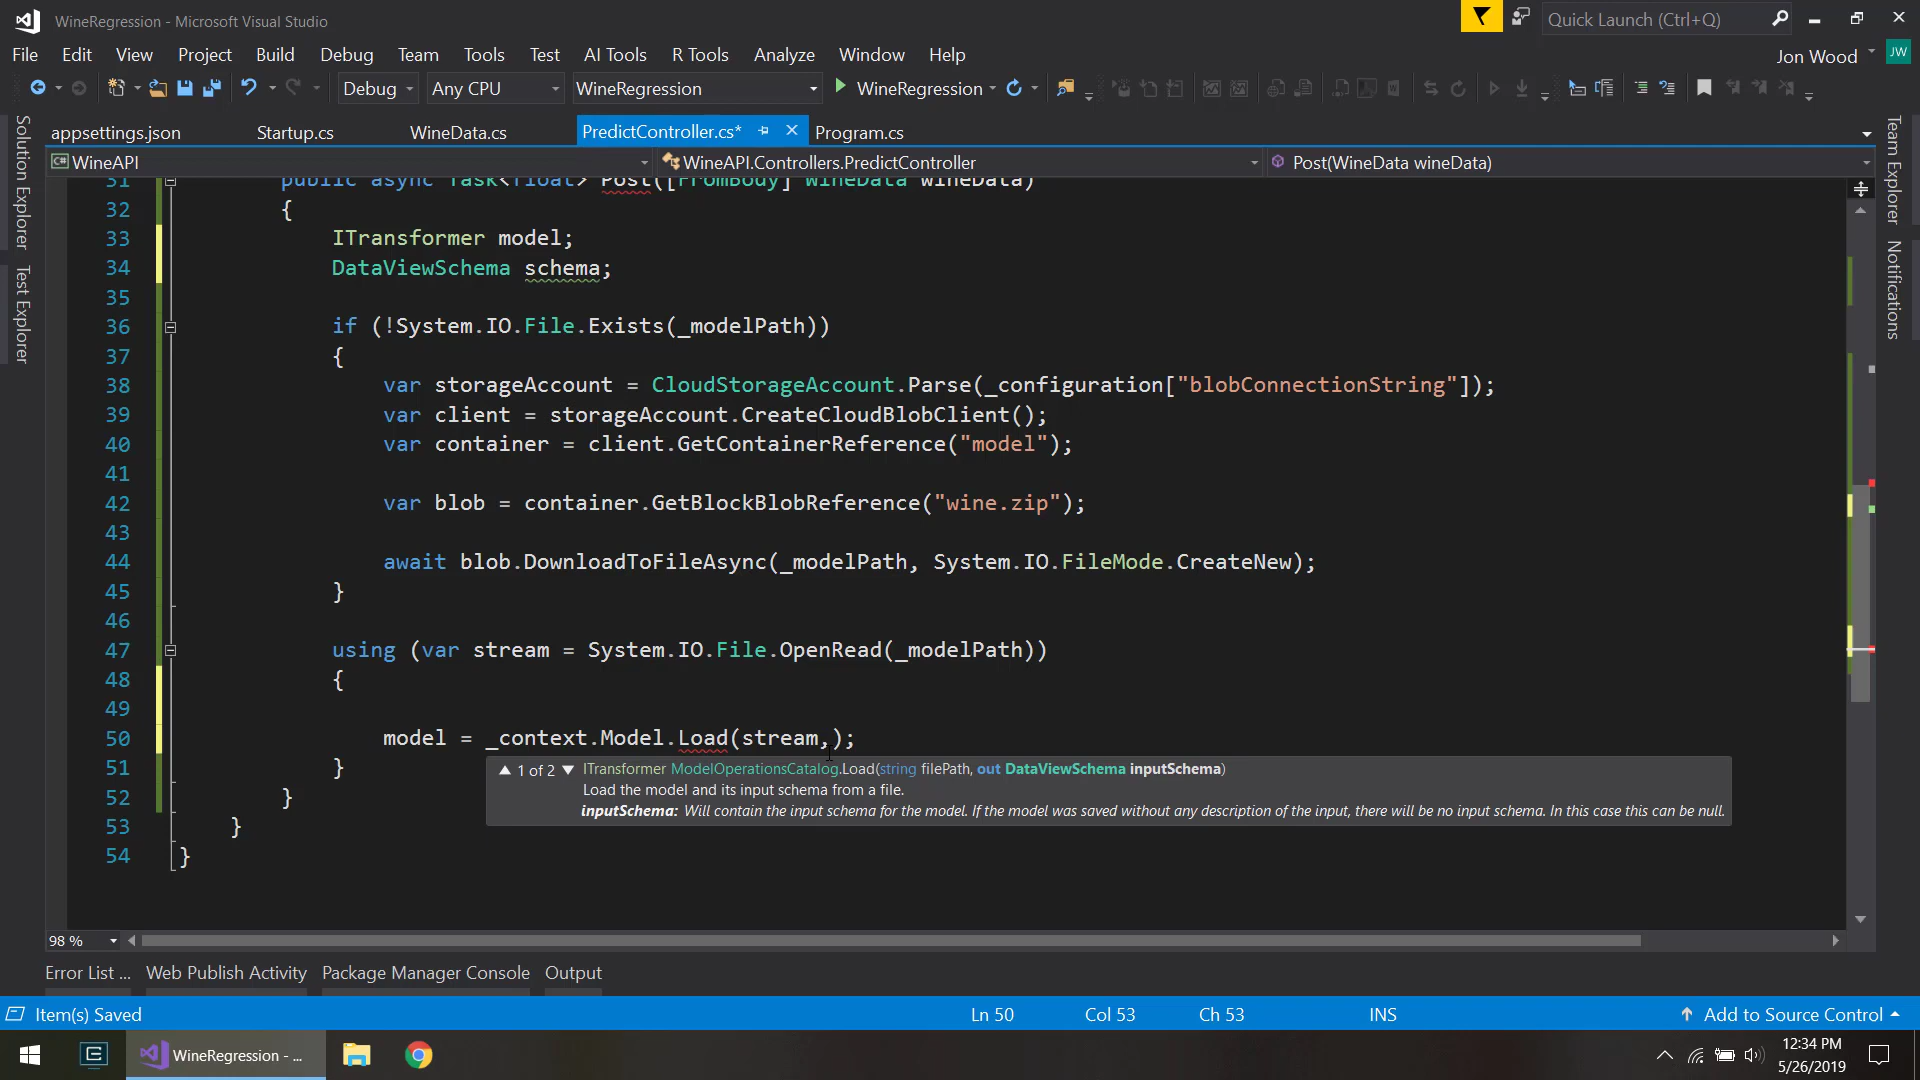 WineRegression - Microsoft Visual Studio
Quick Launch (Ctrl+Q)
File Edit View Project Build Debug Team Tools Test AI Tools R Tools Analyze Window Help
Jon Wood JW
Debug Any CPU WineRegression WineRegression
appsettings.json Startup.cs WineData.cs PredictController.cs* Program.cs
C# WineAPI WineAPI.Controllers.PredictController Post(WineData wineData)
Solution Explorer
Test Explorer
Team Explorer
Notifications
31 public async Task<float> Post([FromBody] WineData wineData)
32 {
33 ITransformer model;
34 DataViewSchema schema;
35
36 if (!System.IO.File.Exists(_modelPath))
37 {
38 var storageAccount = CloudStorageAccount.Parse(_configuration["blobConnectionString"]);
39 var client = storageAccount.CreateCloudBlobClient();
40 var container = client.GetContainerReference("model");
41
42 var blob = container.GetBlockBlobReference("wine.zip");
43
44 await blob.DownloadToFileAsync(_modelPath, System.IO.FileMode.CreateNew);
45 }
46
47 using (var stream = System.IO.File.OpenRead(_modelPath))
48 {
49
50 model = _context.Model.Load(stream,);
51 }
52 }
53 }
54 }
1 of 2 ITransformer ModelOperationsCatalog.Load(string filePath, out DataViewSchema inputSchema)
Load the model and its input schema from a file.
inputSchema: Will contain the input schema for the model. If the model was saved without any description of the input, there will be no input schema. In this case this can be null.
98 %
Error List ... Web Publish Activity Package Manager Console Output
Item(s) Saved Ln 50 Col 53 Ch 53 INS Add to Source Control
WineRegression - ...
12:34 PM
5/26/2019